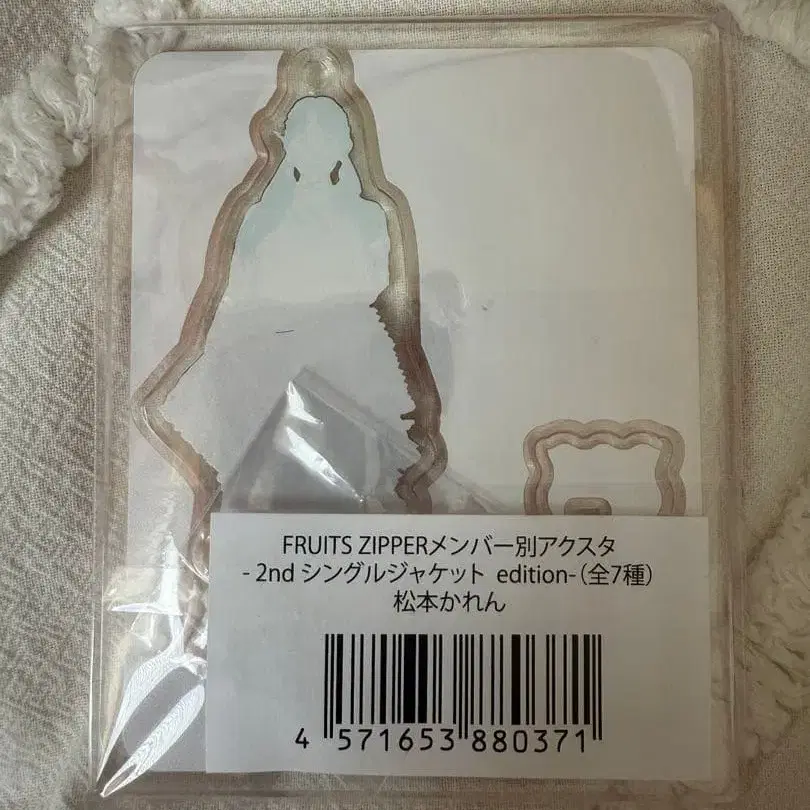 FRUITS ZIPPERメンバー別アクスタ
- 2nd シングルジャケット edition-(全7種)
松本かれん
4 571653 880371